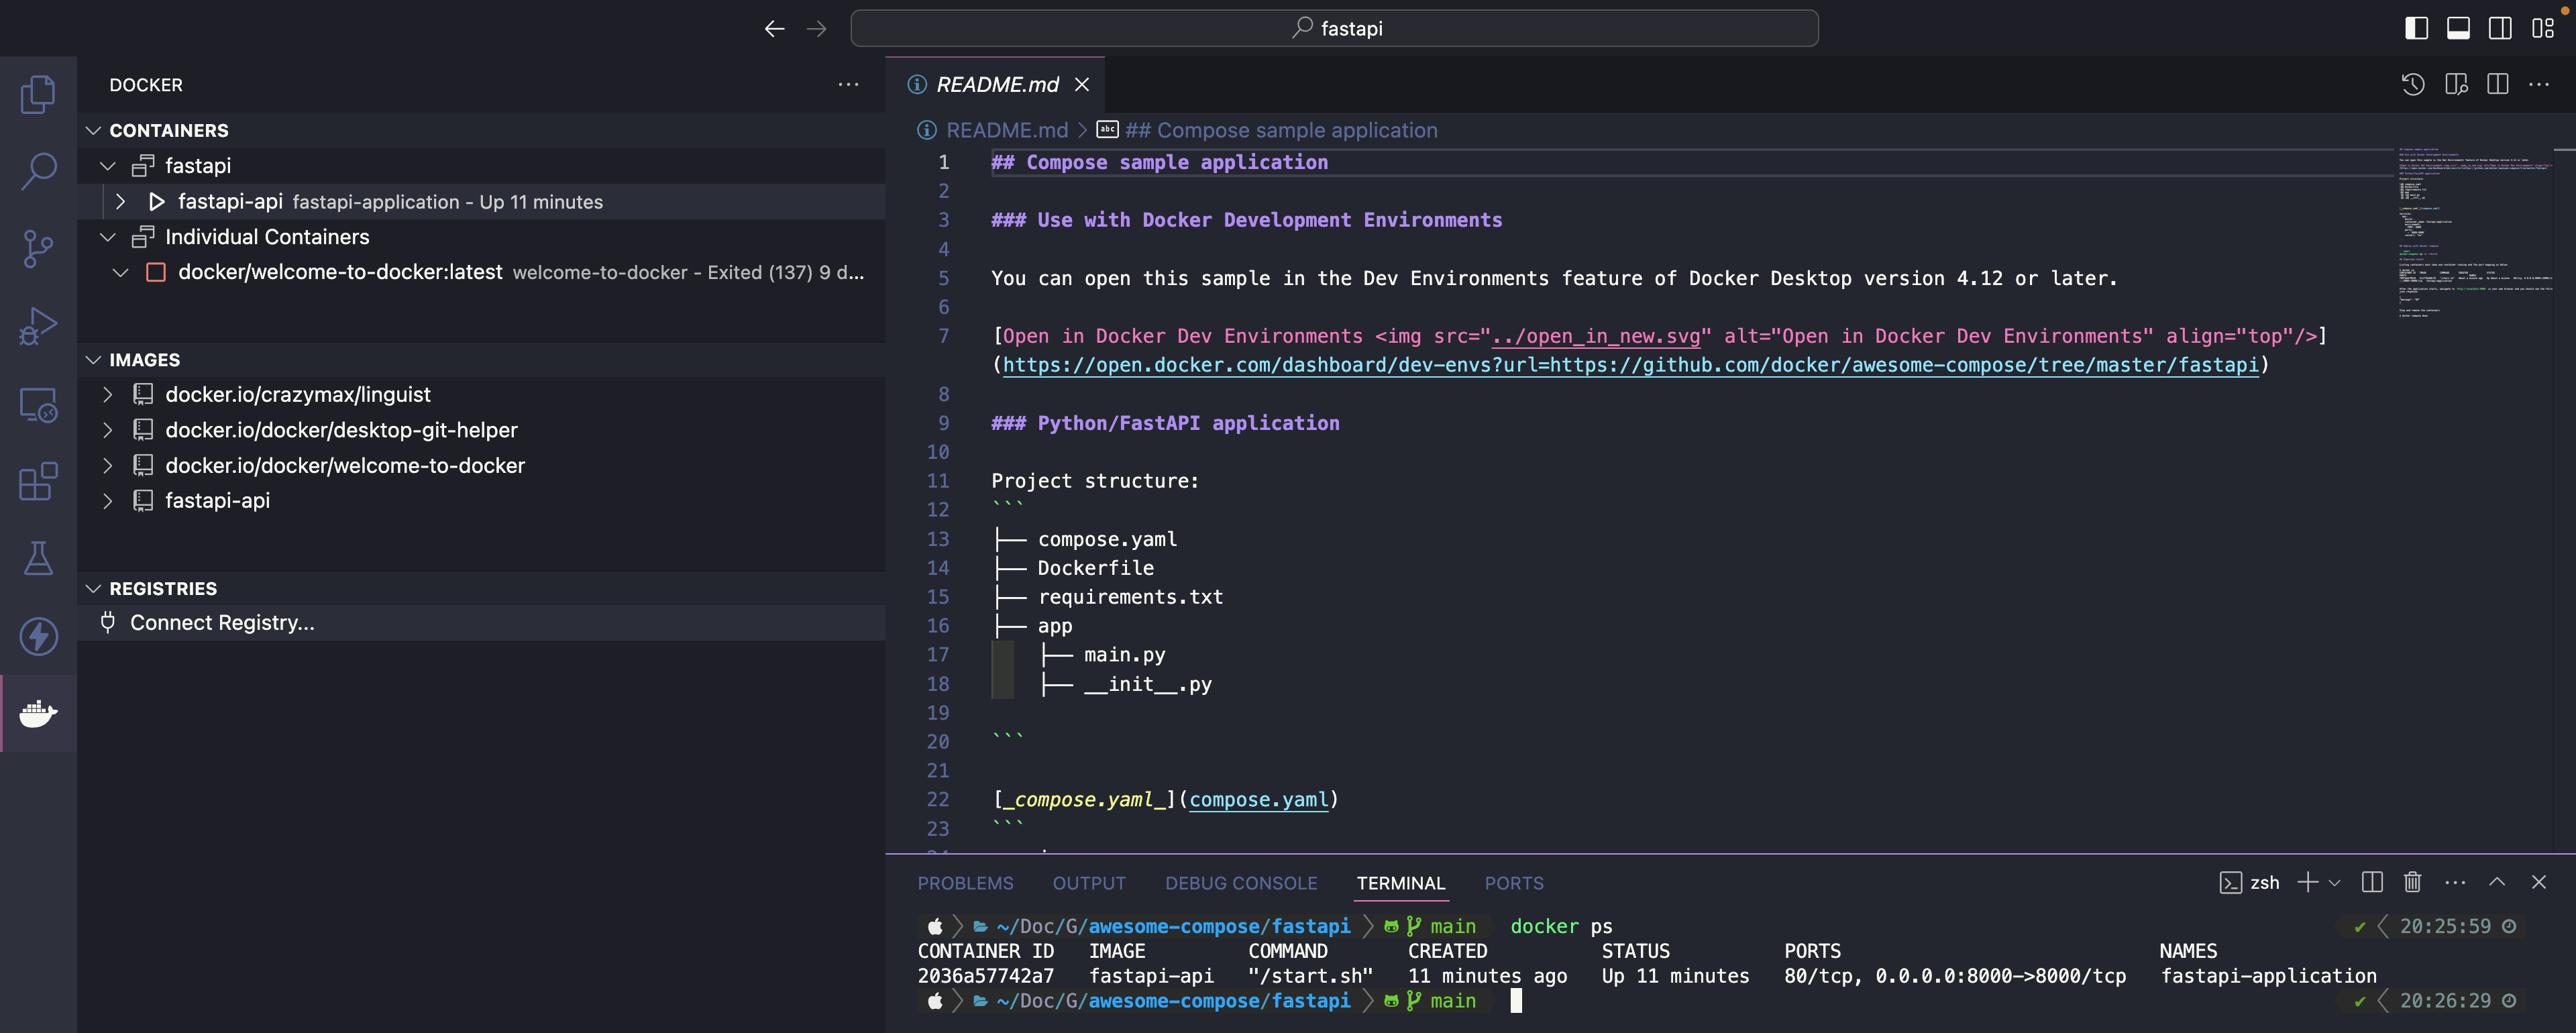 fastapi
DOCKER
CONTAINERS
fastapi
fastapi-api fastapi-application - Up 11 minutes
Individual Containers
docker/welcome-to-docker:latest welcome-to-docker - Exited (137) 9 d...
IMAGES
docker.io/crazymax/linguist
docker.io/docker/desktop-git-helper
docker.io/docker/welcome-to-docker
fastapi-api
REGISTRIES
Connect Registry...
README.md
README.md > abc ## Compose sample application
1 ## Compose sample application
2
3 ### Use with Docker Development Environments
4
5 You can open this sample in the Dev Environments feature of Docker Desktop version 4.12 or later.
6
7 [Open in Docker Dev Environments <img src="../open_in_new.svg" alt="Open in Docker Dev Environments" align="top"/>]
(https://open.docker.com/dashboard/dev-envs?url=https://github.com/docker/awesome-compose/tree/master/fastapi)
8
9 ### Python/FastAPI application
10
11 Project structure:
12 ```
13 ├── compose.yaml
14 ├── Dockerfile
15 ├── requirements.txt
16 ├── app
17     ├── main.py
18     ├── __init__.py
19
20 ```
21
22 [_compose.yaml_](compose.yaml)
23 ```
PROBLEMS OUTPUT DEBUG CONSOLE TERMINAL PORTS
zsh
~/Doc/G/awesome-compose/fastapi main docker ps ✔ 20:25:59
CONTAINER ID IMAGE COMMAND CREATED STATUS PORTS NAMES
2036a57742a7 fastapi-api "/start.sh" 11 minutes ago Up 11 minutes 80/tcp, 0.0.0.0:8000->8000/tcp fastapi-application
~/Doc/G/awesome-compose/fastapi main ✔ 20:26:29